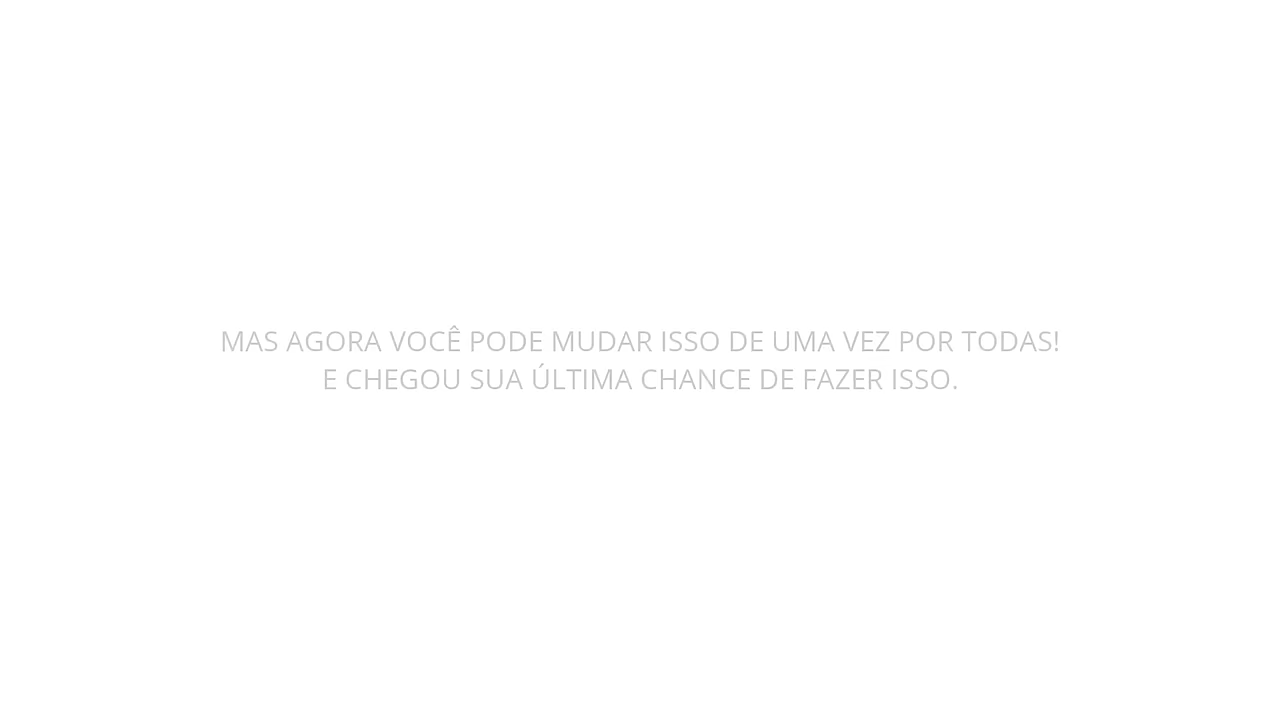 MAS AGORA VOCÊ PODE MUDAR ISSO DE UMA VEZ POR TODAS!
E CHEGOU SUA ÚLTIMA CHANCE DE FAZER ISSO.